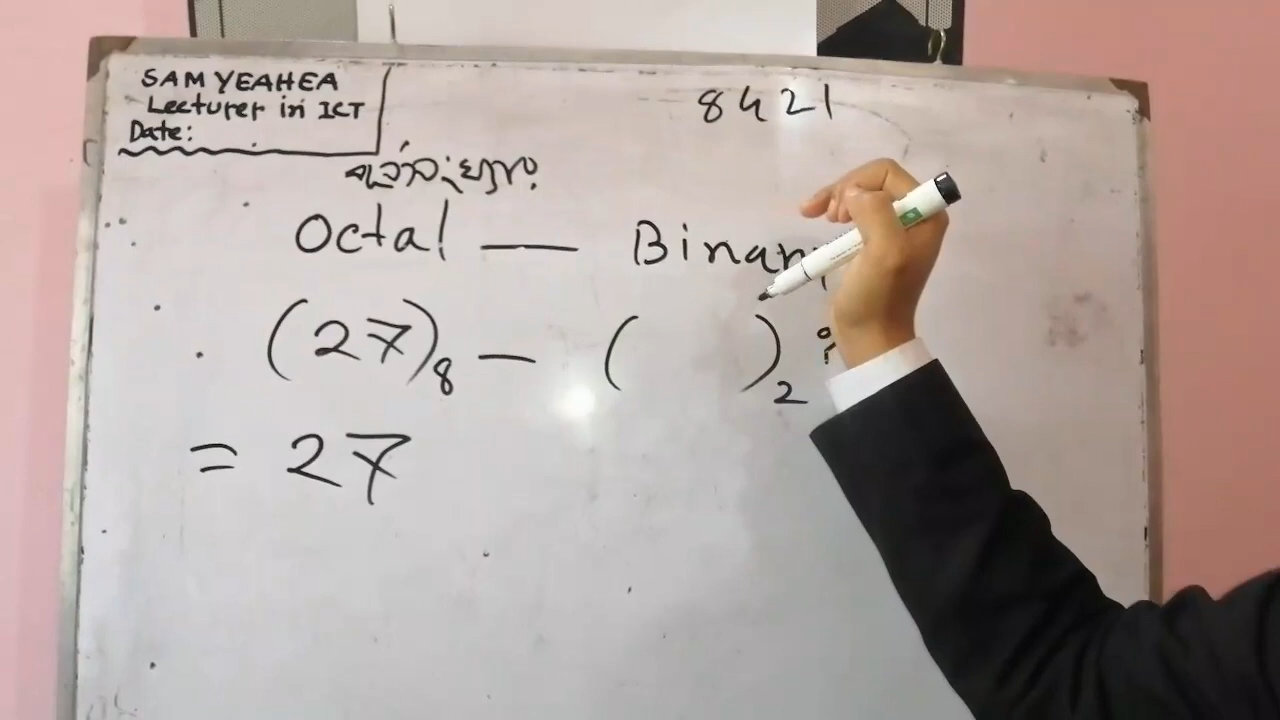 SAM YEAHEA
Lecturer in ICT
Date:
8421
Octal — Binary
(27)8 — ( )2 ?
= 27